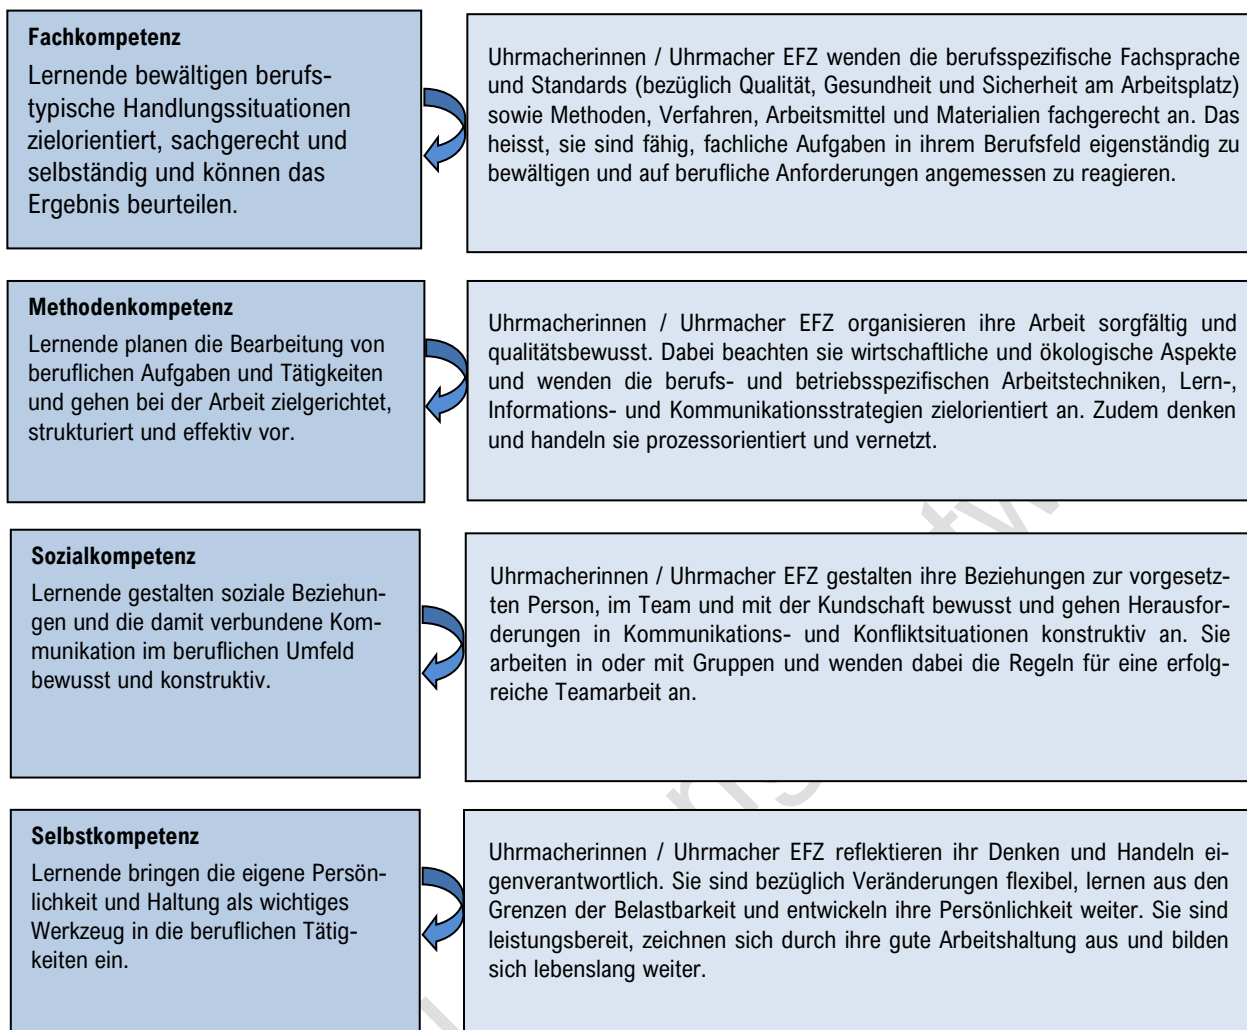 Fachkompetenz
Lernende bewältigen berufs-
typische Handlungssituationen
zielorientiert, sachgerecht und
selbständig und können das
Ergebnis beurteilen.
Uhrmacherinnen / Uhrmacher EFZ wenden die berufsspezifische Fachsprache
und Standards (bezüglich Qualität, Gesundheit und Sicherheit am Arbeitsplatz)
sowie Methoden, Verfahren, Arbeitsmittel und Materialien fachgerecht an. Das
heisst, sie sind fähig, fachliche Aufgaben in ihrem Berufsfeld eigenständig zu
bewältigen und auf berufliche Anforderungen angemessen zu reagieren.
Methodenkompetenz
Lernende planen die Bearbeitung von
beruflichen Aufgaben und Tätigkeiten
und gehen bei der Arbeit zielgerichtet,
strukturiert und effektiv vor.
Uhrmacherinnen / Uhrmacher EFZ organisieren ihre Arbeit sorgfältig und
qualitätsbewusst. Dabei beachten sie wirtschaftliche und ökologische Aspekte
und wenden die berufs- und betriebsspezifischen Arbeitstechniken, Lern-,
Informations- und Kommunikationsstrategien zielorientiert an. Zudem denken
und handeln sie prozessorientiert und vernetzt.
Sozialkompetenz
Lernende gestalten soziale Beziehun-
gen und die damit verbundene Kom-
munikation im beruflichen Umfeld
bewusst und konstruktiv.
Uhrmacherinnen / Uhrmacher EFZ gestalten ihre Beziehungen zur vorgesetz-
ten Person, im Team und mit der Kundschaft bewusst und gehen Herausfor-
derungen in Kommunikations- und Konfliktsituationen konstruktiv an. Sie
arbeiten in oder mit Gruppen und wenden dabei die Regeln für eine erfolg-
reiche Teamarbeit an.
Selbstkompetenz
Lernende bringen die eigene Persön-
lichkeit und Haltung als wichtiges
Werkzeug in die beruflichen Tätig-
keiten ein.
Uhrmacherinnen / Uhrmacher EFZ reflektieren ihr Denken und Handeln ei-
genverantwortlich. Sie sind bezüglich Veränderungen flexibel, lernen aus den
Grenzen der Belastbarkeit und entwickeln ihre Persönlichkeit weiter. Sie sind
leistungsbereit, zeichnen sich durch ihre gute Arbeitshaltung aus und bilden
sich lebenslang weiter.